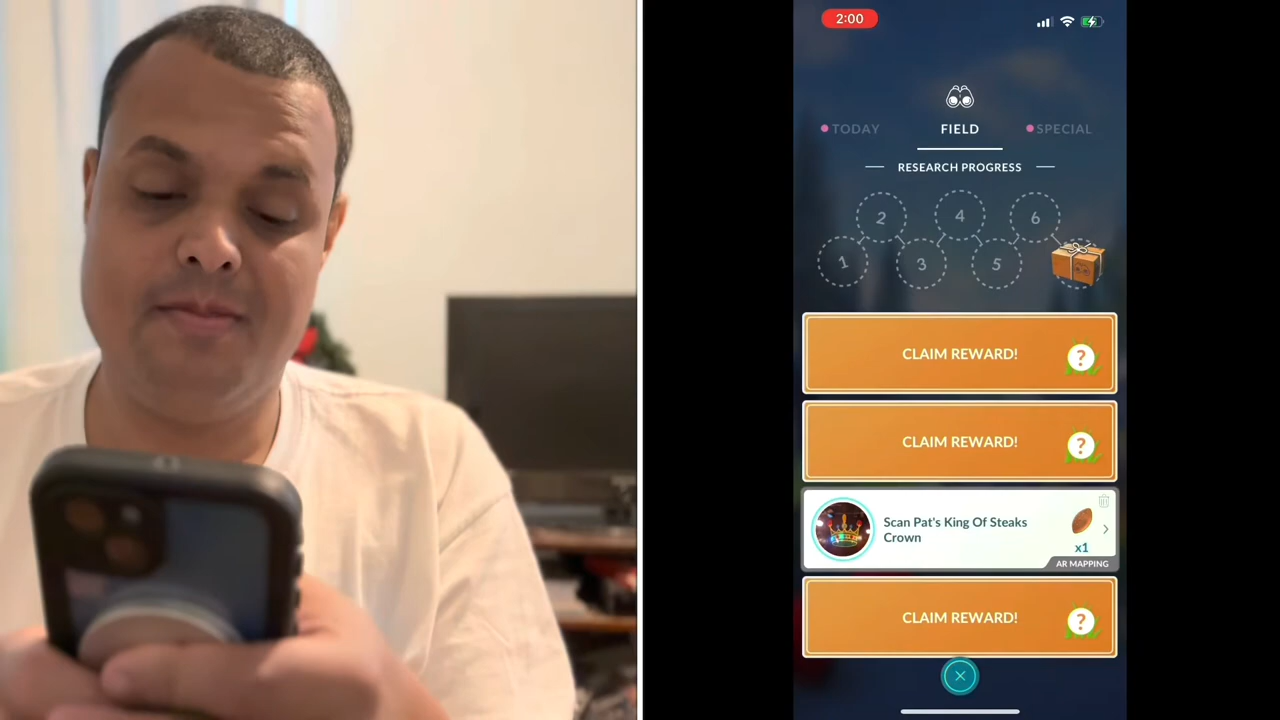 2:00
TODAY
FIELD
SPECIAL
RESEARCH PROGRESS
2
4
6
1
3
5
CLAIM REWARD!
?
CLAIM REWARD!
?
Scan Pat's King Of Steaks
Crown
x1
AR MAPPING
CLAIM REWARD!
?